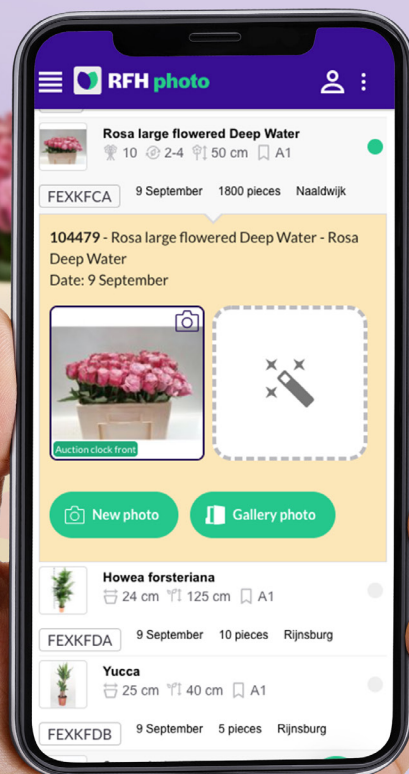 RFH photo
Rosa large flowered Deep Water
10 2-4 50 cm A1
FEXKFCA 9 September 1800 pieces Naaldwijk
104479 - Rosa large flowered Deep Water - Rosa
Deep Water
Date: 9 September
Auction clock front
New photo Gallery photo
Howea forsteriana
24 cm 125 cm A1
FEXKFDA 9 September 10 pieces Rijnsburg
Yucca
25 cm 40 cm A1
FEXKFDB 9 September 5 pieces Rijnsburg